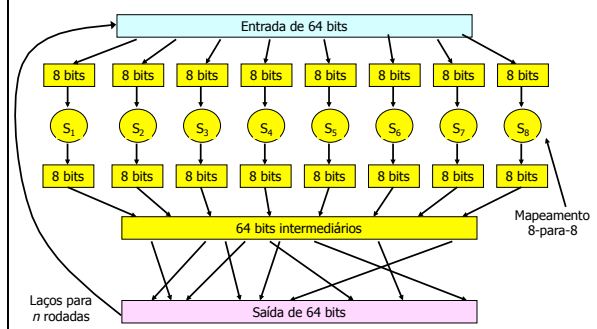 Entrada de 64 bits
8 bits 8 bits 8 bits 8 bits 8 bits 8 bits 8 bits 8 bits
S1 S2 S3 S4 S5 S6 S7 S8
8 bits 8 bits 8 bits 8 bits 8 bits 8 bits 8 bits 8 bits
Mapeamento
8-para-8
64 bits intermediários
Laços para
n rodadas
Saída de 64 bits